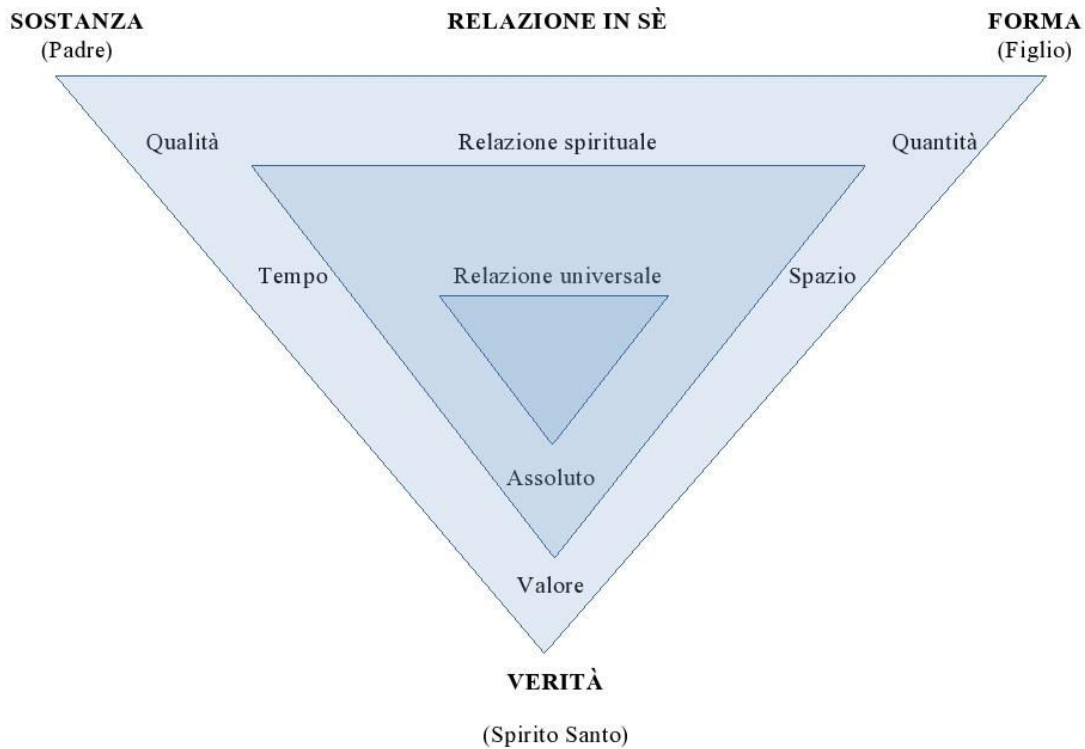 SOSTANZA RELAZIONE IN SÈ FORMA
(Padre) (Figlio)
Qualità Relazione spirituale Quantità
Tempo Relazione universale Spazio
Assoluto
Valore
VERITÀ
(Spirito Santo)